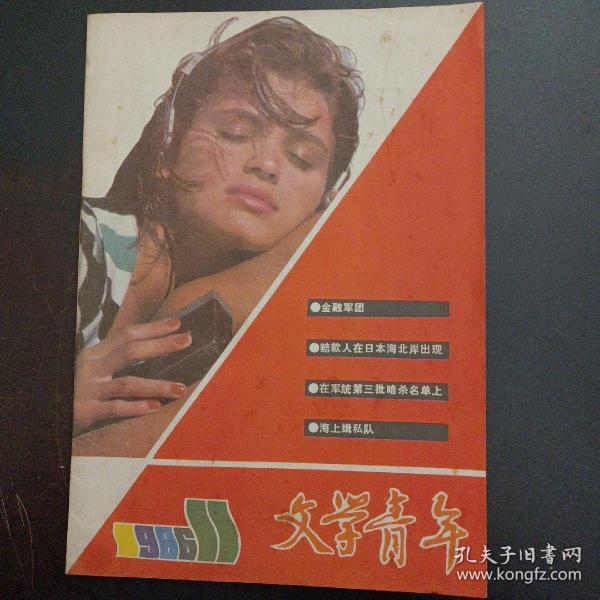 ●金融军团
●赔款人在日本海北岸出现
●在军统第三批暗杀名单上
●海上缉私队
1986 11
文学青年
孔夫子旧书网
www.kongfz.com